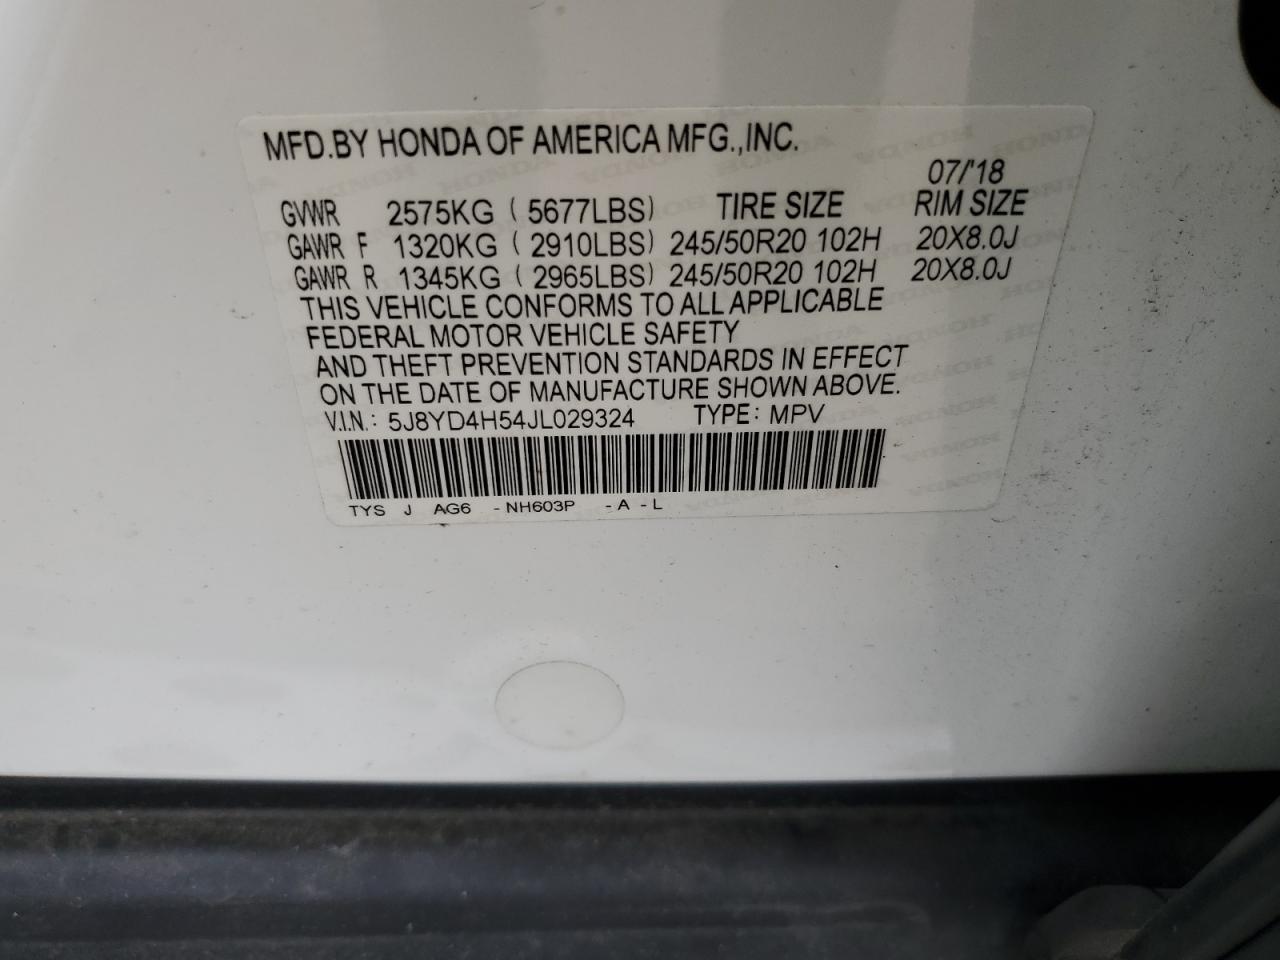 MFD.BY HONDA OF AMERICA MFG.,INC.
07/'18
GVWR 2575KG ( 5677LBS) TIRE SIZE RIM SIZE
GAWR F 1320KG ( 2910LBS) 245/50R20 102H 20X8.0J
GAWR R 1345KG ( 2965LBS) 245/50R20 102H 20X8.0J
THIS VEHICLE CONFORMS TO ALL APPLICABLE
FEDERAL MOTOR VEHICLE SAFETY
AND THEFT PREVENTION STANDARDS IN EFFECT
ON THE DATE OF MANUFACTURE SHOWN ABOVE.
V.I.N.: 5J8YD4H54JL029324 TYPE: MPV
TYS J AG6 - NH603P - A - L